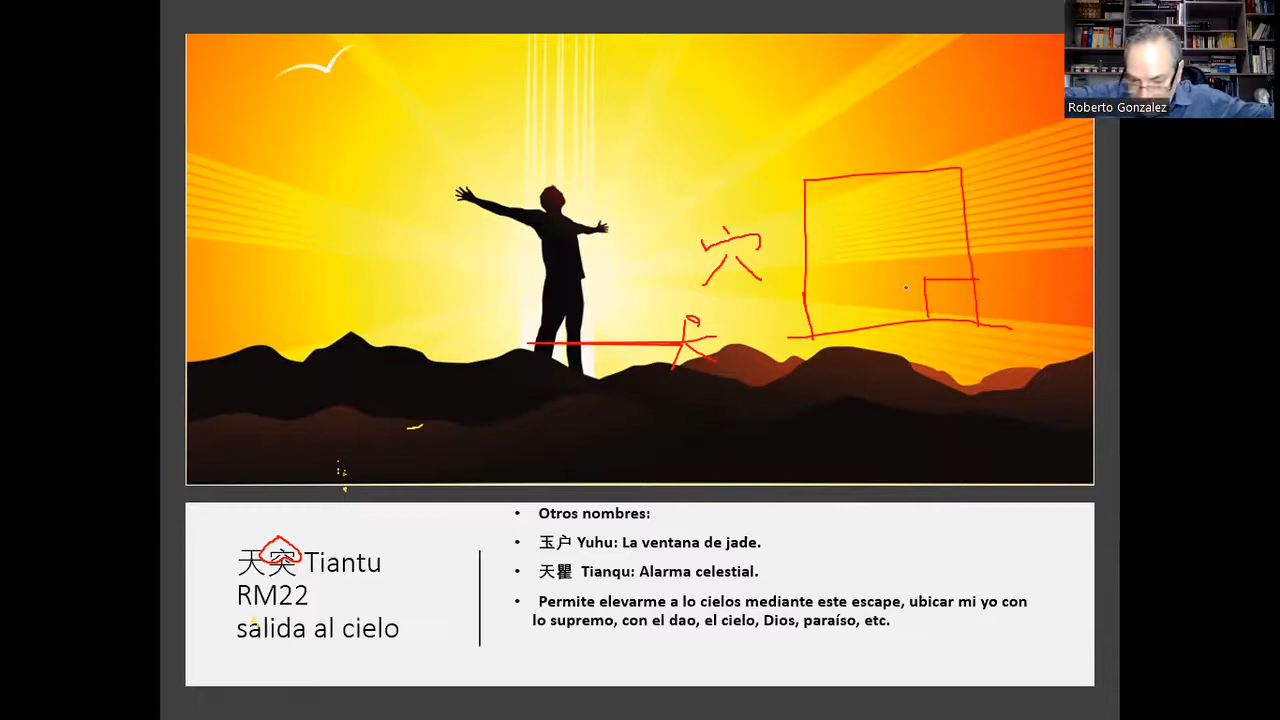 Roberto Gonzalez
穴
天突 Tiantu
RM22
salida al cielo
• Otros nombres:
• 玉户 Yuhu: La ventana de jade.
• 天瞿 Tianqu: Alarma celestial.
• Permite elevarme a lo cielos mediante este escape, ubicar mi yo con
lo supremo, con el dao, el cielo, Dios, paraíso, etc.